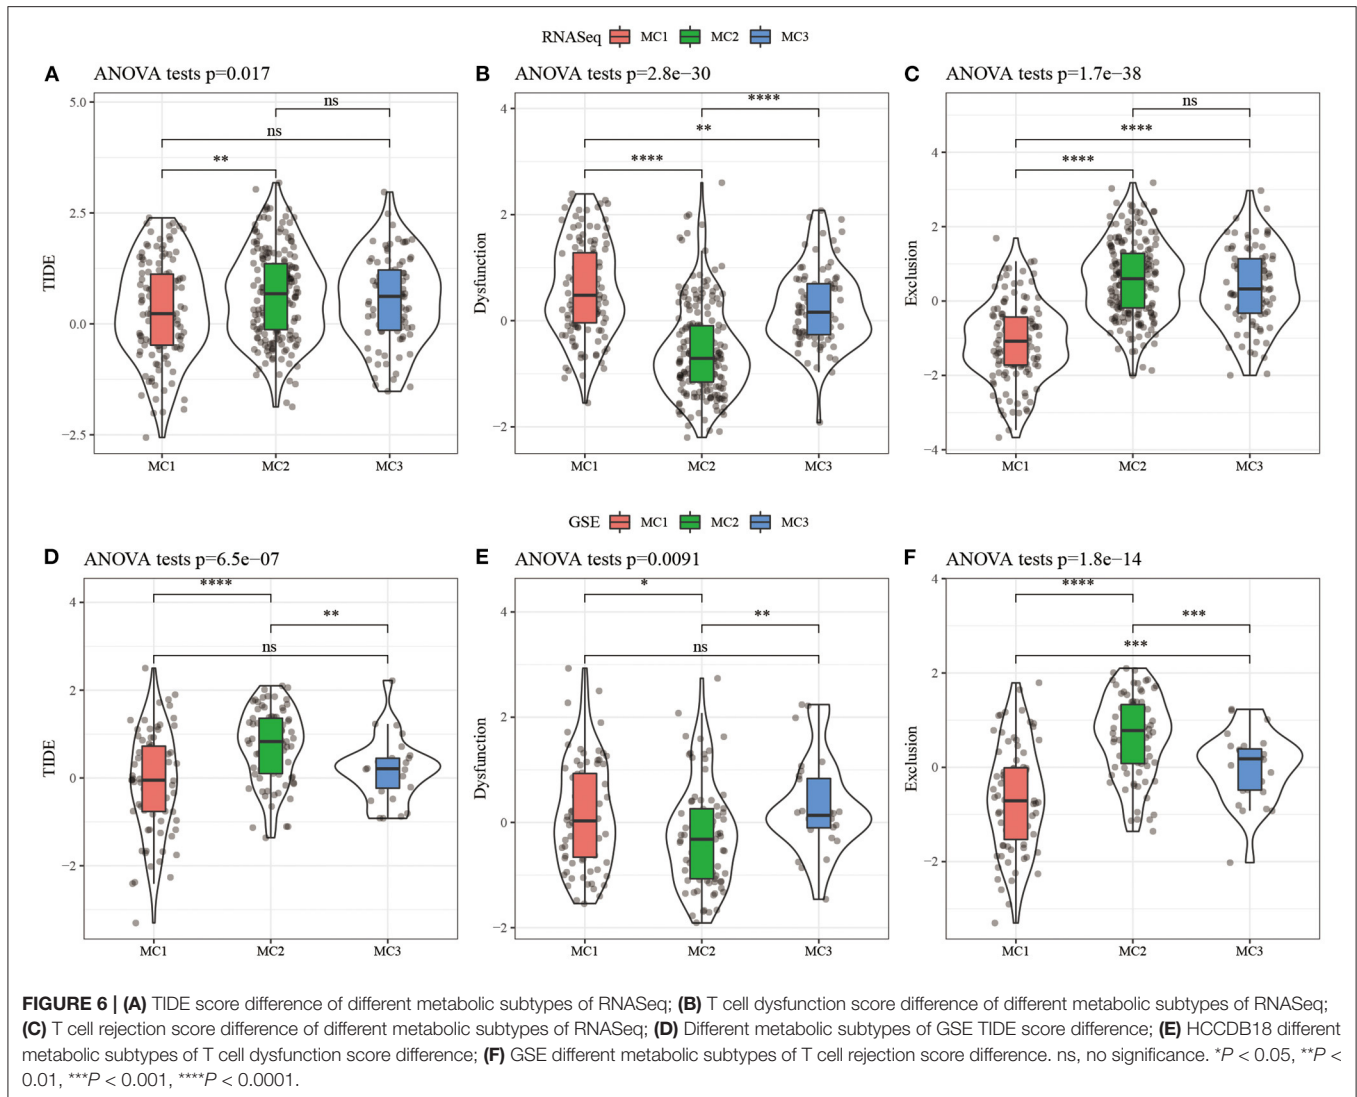 RNASeq MC1 MC2 MC3
A ANOVA tests p=0.017
TIDE
5.0
2.5
0.0
−2.5
ns
ns
**
MC1 MC2 MC3
B ANOVA tests p=2.8e−30
Dysfunction
4
2
0
−2
****
**
****
MC1 MC2 MC3
C ANOVA tests p=1.7e−38
Exclusion
4
2
0
−2
−4
ns
****
****
MC1 MC2 MC3
GSE MC1 MC2 MC3
D ANOVA tests p=6.5e−07
TIDE
4
2
0
−2
****
**
ns
MC1 MC2 MC3
E ANOVA tests p=0.0091
Dysfunction
4
2
0
−2
*
**
ns
MC1 MC2 MC3
F ANOVA tests p=1.8e−14
Exclusion
4
2
0
−2
****
***
***
MC1 MC2 MC3
FIGURE 6 | (A) TIDE score difference of different metabolic subtypes of RNASeq; (B) T cell dysfunction score difference of different metabolic subtypes of RNASeq;
(C) T cell rejection score difference of different metabolic subtypes of RNASeq; (D) Different metabolic subtypes of GSE TIDE score difference; (E) HCCDB18 different
metabolic subtypes of T cell dysfunction score difference; (F) GSE different metabolic subtypes of T cell rejection score difference. ns, no significance. *P < 0.05, **P <
0.01, ***P < 0.001, ****P < 0.0001.